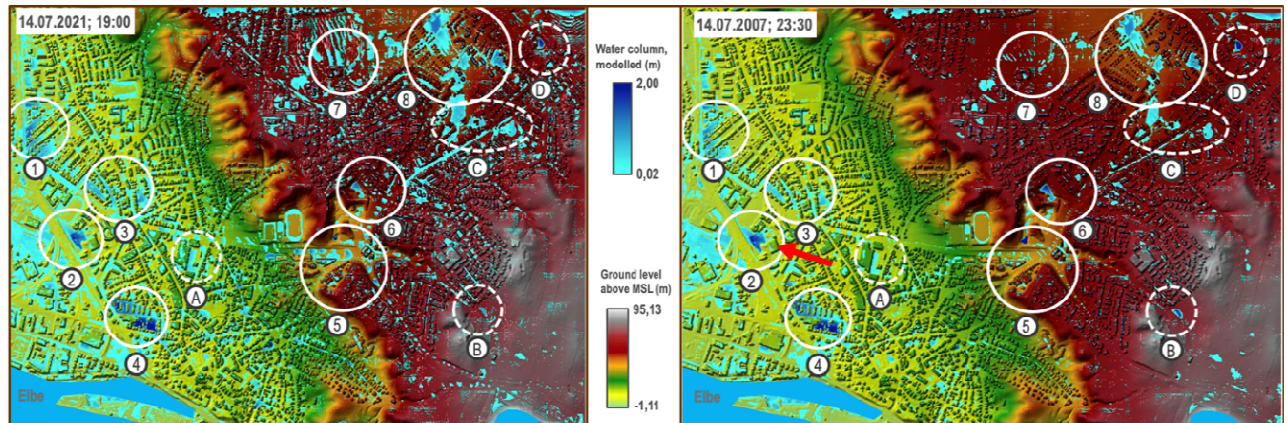 14.07.2021; 19:00
1
2
3
4
5
6
7
8
A
B
C
D
Elbe
Water column,
modelled (m)
2,00
0,02
Ground level
above MSL (m)
95,13
-1,11
14.07.2007; 23:30
1
2
3
4
5
6
7
8
A
B
C
D
Elbe